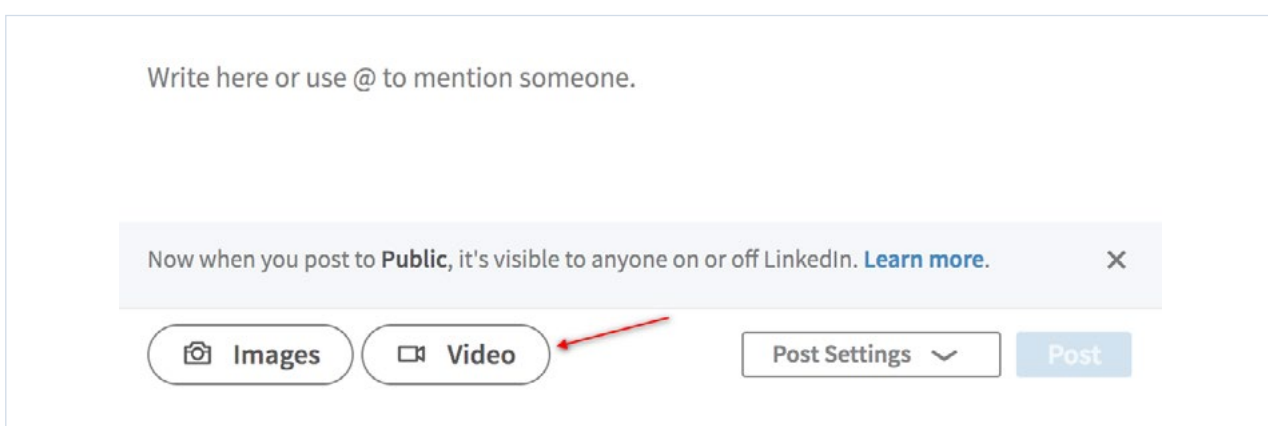 Write here or use @ to mention someone.
Now when you post to Public, it's visible to anyone on or off LinkedIn. Learn more.
Images Video Post Settings Post